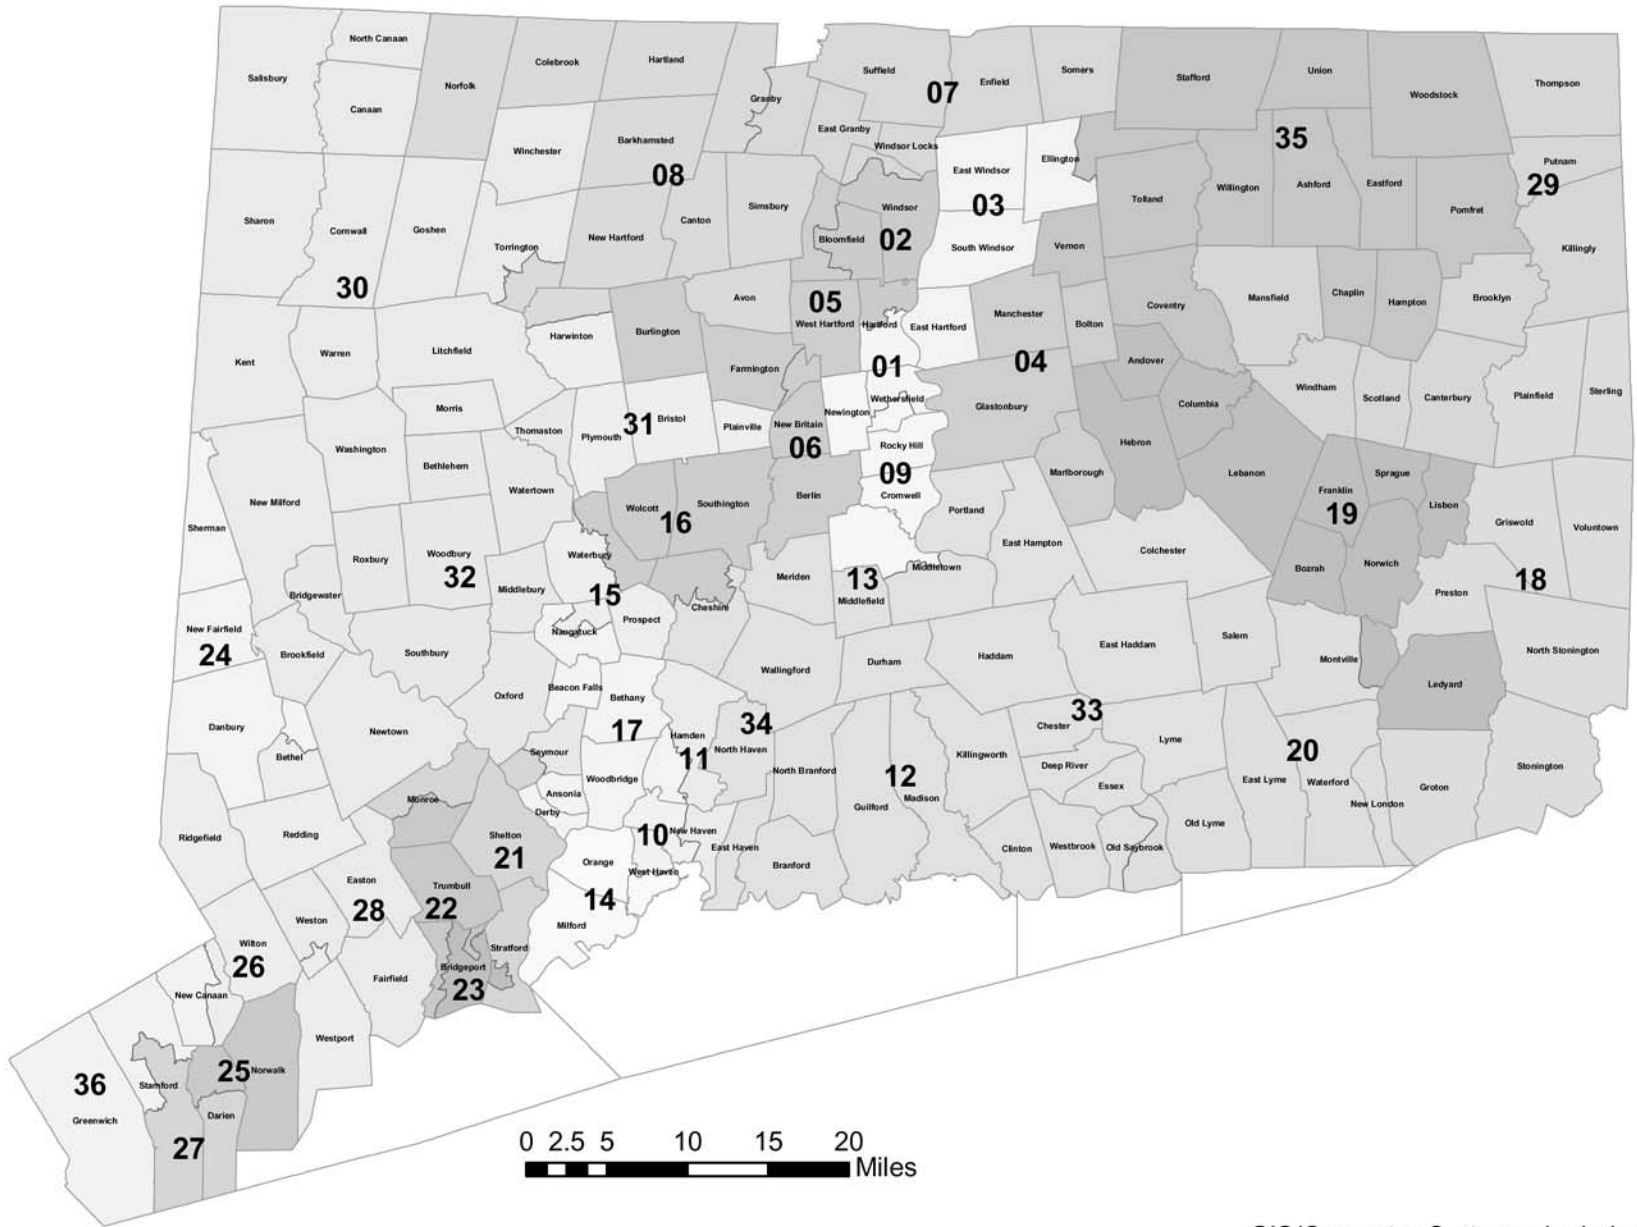 North Canaan
Salisbury
Canaan
Norfolk
Colebrook
Hartland
Granby
Suffield
07
Enfield
Somers
Stafford
Union
Woodstock
Thompson
Winchester
Barkhamsted
08
East Granby
Windsor Locks
East Windsor
03
Ellington
35
Willington
Ashford
Eastford
Putnam
29
Pomfret
Sharon
Cornwall
30
Goshen
Torrington
New Hartford
Canton
Simsbury
Bloomfield
Windsor
02
South Windsor
Vernon
Tolland
Killingly
Kent
Warren
Litchfield
Harwinton
Burlington
Avon
05
West Hartford
Hartford
East Hartford
Manchester
Bolton
Coventry
Mansfield
Chaplin
Hampton
Brooklyn
Farmington
01
04
Andover
Morris
Thomaston
Plymouth
31
Bristol
Plainville
New Britain
06
Newington
Wethersfield
Glastonbury
Columbia
Windham
Scotland
Canterbury
Plainfield
Sterling
Washington
Bethlehem
Watertown
Rocky Hill
09
Cromwell
Hebron
Marlborough
Lebanon
Franklin
19
Sprague
Lisbon
New Milford
Sherman
Roxbury
Woodbury
32
Wolcott
16
Southington
Berlin
Portland
East Hampton
Colchester
Bozrah
Norwich
Griswold
Voluntown
Bridgewater
Middlebury
Waterbury
15
Cheshire
Meriden
13
Middlefield
Middletown
Preston
18
New Fairfield
24
Brookfield
Southbury
Naugatuck
Prospect
Wallingford
Durham
Haddam
East Haddam
Salem
Montville
Ledyard
North Stonington
Danbury
Bethel
Newtown
Oxford
Beacon Falls
Bethany
17
Hamden
11
34
North Haven
Chester
33
Lyme
20
Seymour
Woodbridge
North Branford
Guilford
12
Madison
Killingworth
Deep River
Essex
East Lyme
Waterford
New London
Groton
Stonington
Ridgefield
Redding
Monroe
Ansonia
Derby
Shelton
21
Orange
10
New Haven
East Haven
Branford
Clinton
Westbrook
Old Saybrook
Old Lyme
Easton
28
Trumbull
22
14
Milford
West Haven
Weston
Wilton
26
Fairfield
Bridgeport
23
Stratford
New Canaan
Westport
36
Greenwich
Stamford
25
Norwalk
Darien
27
0 2.5 5 10 15 20
Miles